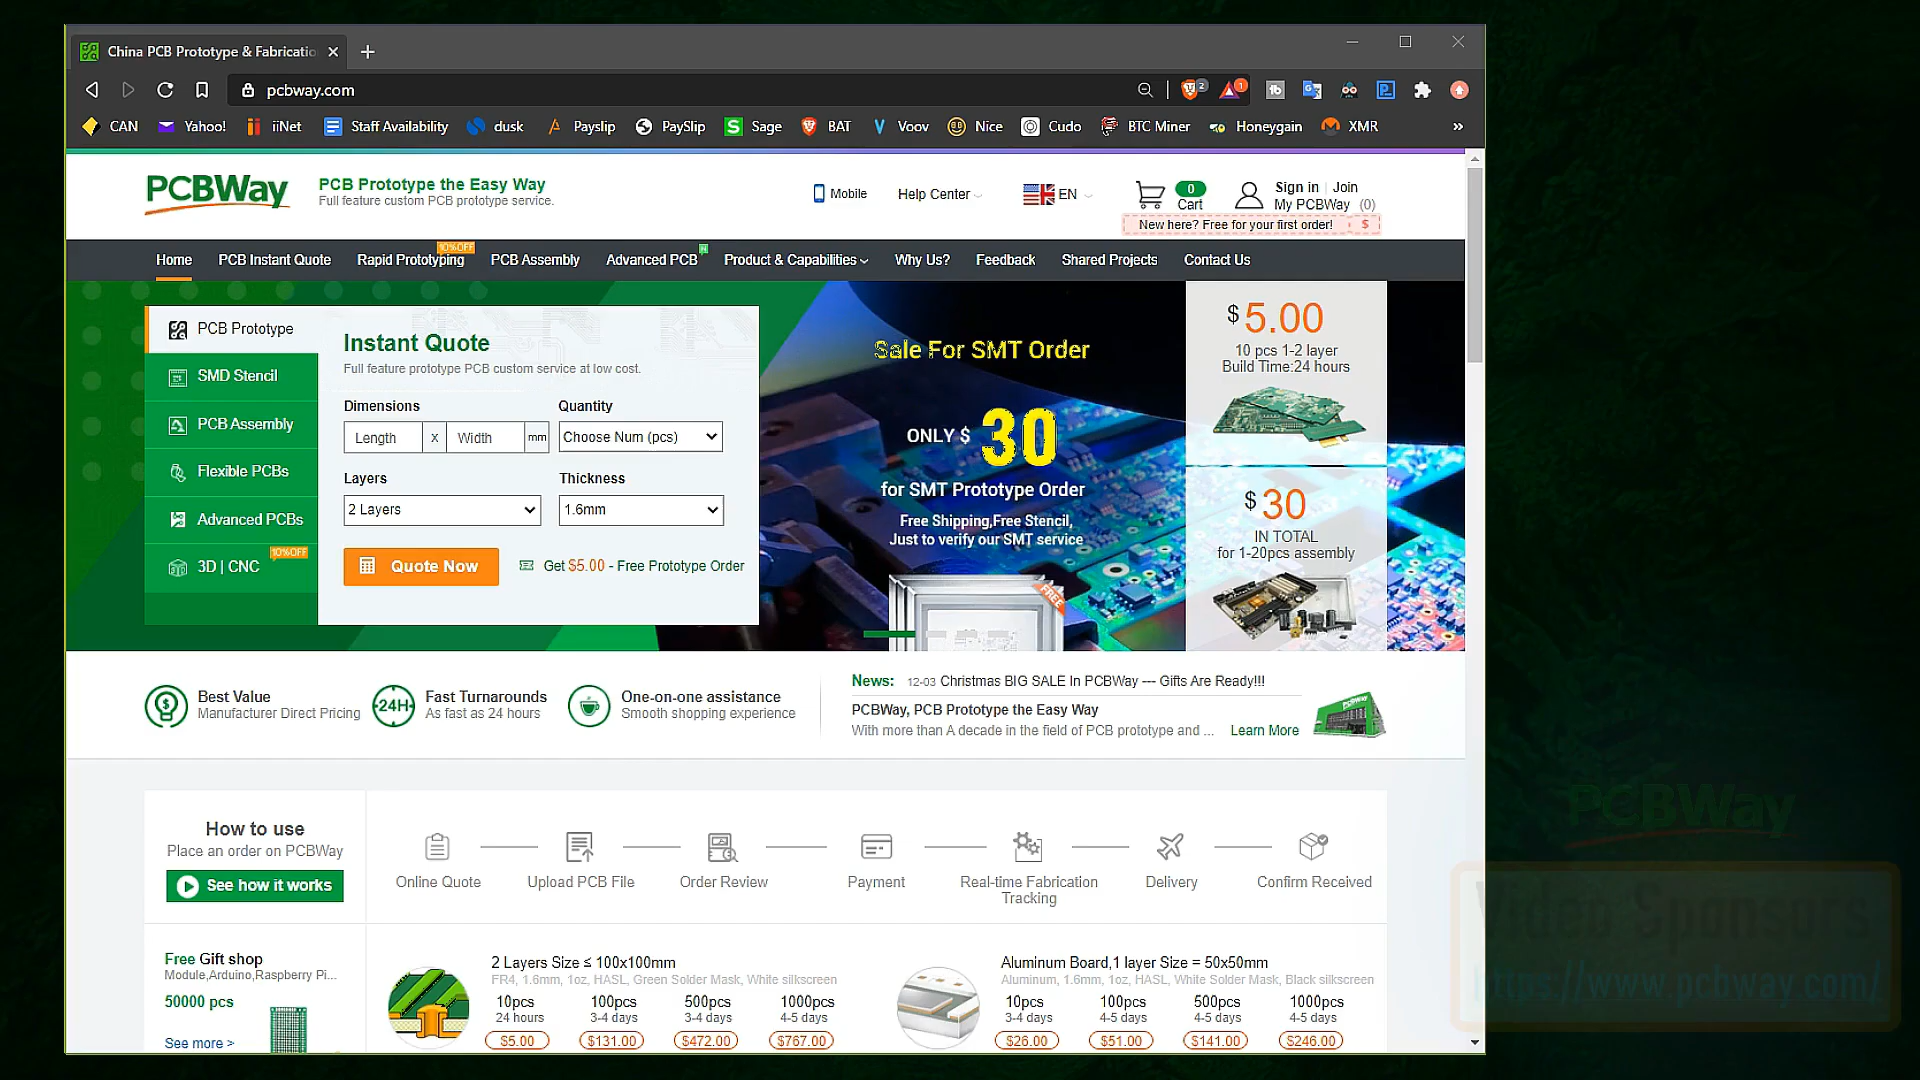 China PCB Prototype & Fabricatio
pcbway.com
2
1
CAN
Yahoo!
iiNet
Staff Availability
dusk
Payslip
PaySlip
Sage
BAT
Voov
Nice
Cudo
BTC Miner
Honeygain
XMR
»
PCBWay
PCB Prototype the Easy Way
Full feature custom PCB prototype service.
Mobile
Help Center
EN
0
Cart
Sign in | Join
My PCBWay (0)
New here? Free for your first order! $
Home
PCB Instant Quote
Rapid Prototyping
10%OFF
PCB Assembly
Advanced PCB
N
Product & Capabilities
Why Us?
Feedback
Shared Projects
Contact Us
PCB Prototype
SMD Stencil
PCB Assembly
Flexible PCBs
Advanced PCBs
3D | CNC
10%OFF
Instant Quote
Full feature prototype PCB custom service at low cost.
Dimensions
Quantity
Length x Width mm
Choose Num (pcs)
Layers
Thickness
2 Layers
1.6mm
Quote Now
Get $5.00 - Free Prototype Order
Sale For SMT Order
ONLY $ 30
for SMT Prototype Order
Free Shipping,Free Stencil,
Just to verify our SMT service
FREE
$ 5.00
10 pcs 1-2 layer
Build Time:24 hours
$ 30
IN TOTAL
for 1-20pcs assembly
Best Value
Manufacturer Direct Pricing
24H
Fast Turnarounds
As fast as 24 hours
One-on-one assistance
Smooth shopping experience
News: 12-03 Christmas BIG SALE In PCBWay --- Gifts Are Ready!!!
PCBWay, PCB Prototype the Easy Way
With more than A decade in the field of PCB prototype and ... Learn More
How to use
Place an order on PCBWay
See how it works
Online Quote
Upload PCB File
Order Review
Payment
Real-time Fabrication
Tracking
Delivery
Confirm Received
Free Gift shop
Module,Arduino,Raspberry Pi...
50000 pcs
See more >
2 Layers Size ≤ 100x100mm
FR4, 1.6mm, 1oz, HASL, Green Solder Mask, White silkscreen
10pcs 100pcs 500pcs 1000pcs
24 hours 3-4 days 3-4 days 4-5 days
$5.00 $131.00 $472.00 $767.00
Aluminum Board,1 layer Size = 50x50mm
Aluminum, 1.6mm, 1oz, HASL, White Solder Mask, Black silkscreen
10pcs 100pcs 500pcs 1000pcs
3-4 days 4-5 days 4-5 days 4-5 days
$26.00 $51.00 $141.00 $246.00
PCBWay
Video Sponsors
https://www.pcbway.com/